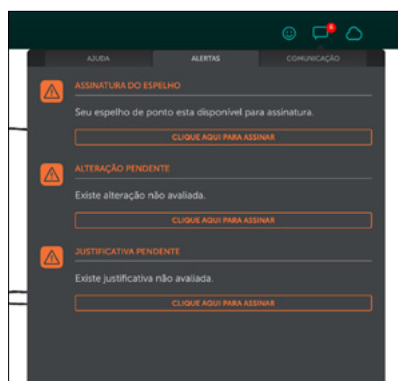 6
AJUDA ALERTAS COMUNICAÇÃO
ASSINATURA DO ESPELHO
Seu espelho de ponto esta disponível para assinatura.
CLIQUE AQUI PARA ASSINAR
ALTERAÇÃO PENDENTE
Existe alteração não avaliada.
CLIQUE AQUI PARA ASSINAR
JUSTIFICATIVA PENDENTE
Existe justificativa não avaliada.
CLIQUE AQUI PARA ASSINAR